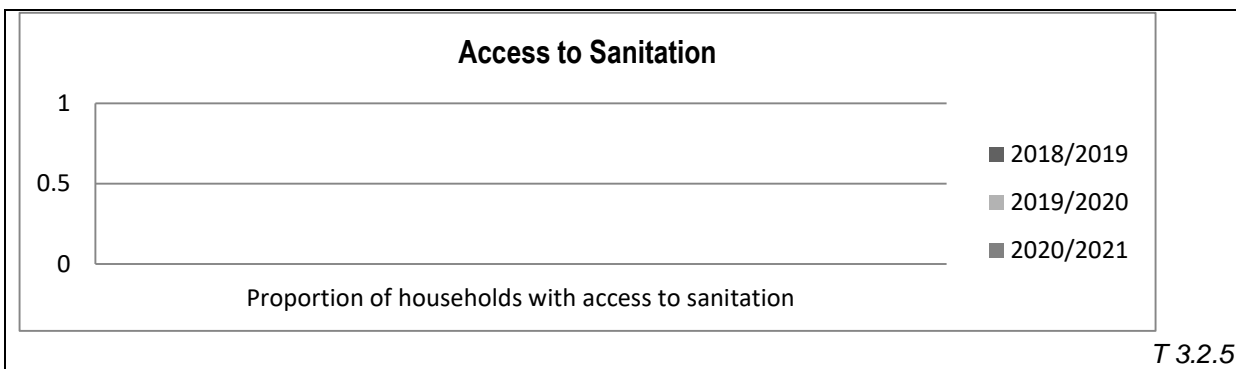 Access to Sanitation
1
0.5
0
Proportion of households with access to sanitation
2018/2019
2019/2020
2020/2021
T 3.2.5